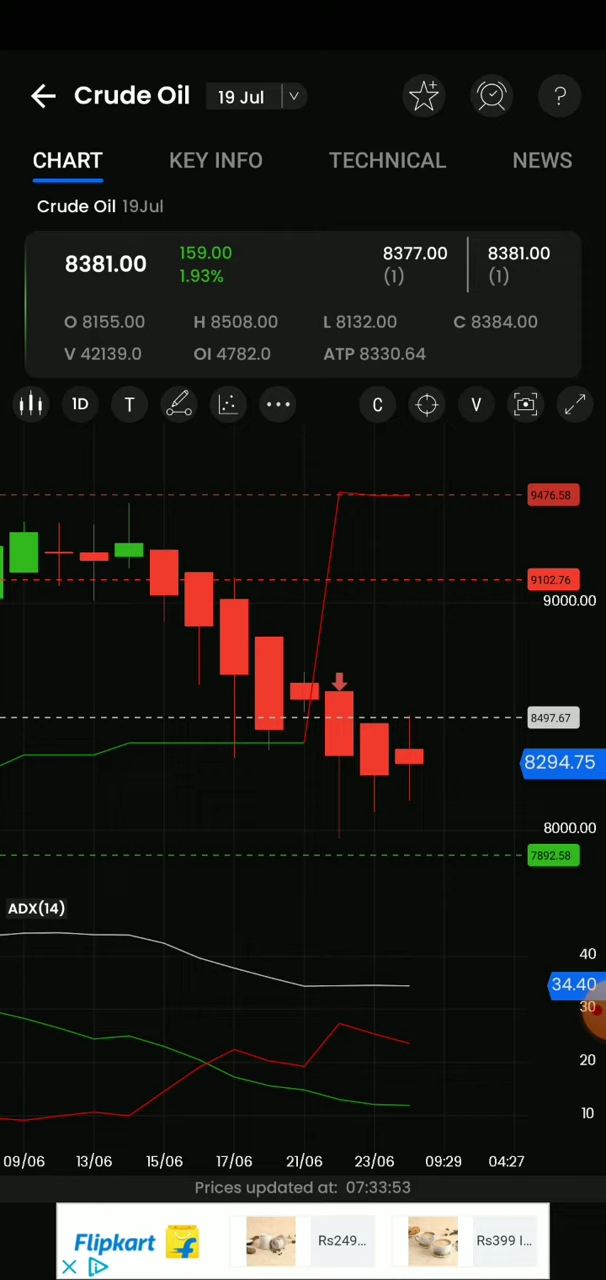 Crude Oil 19 Jul ?
CHART KEY INFO TECHNICAL NEWS
Crude Oil 19Jul
8381.00 159.00 8377.00 8381.00
1.93% (1) (1)
O 8155.00 H 8508.00 L 8132.00 C 8384.00
V 42139.0 OI 4782.0 ATP 8330.64
1D T C V
9476.58
9102.76
9000.00
8497.67
8294.75
8000.00
7892.58
ADX(14)
40
34.40
30
20
10
09/06 13/06 15/06 17/06 21/06 23/06 09:29 04:27
Prices updated at: 07:33:53
Flipkart Rs249... Rs399 I...